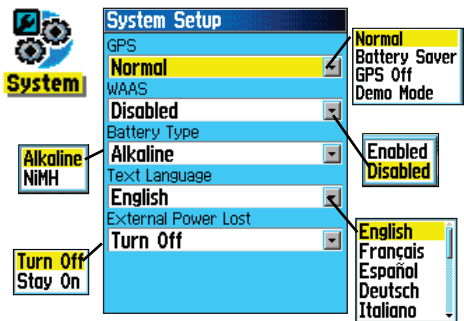 System
System Setup
GPS
Normal
WAAS
Disabled
Battery Type
Alkaline
Text Language
English
External Power Lost
Turn Off
Normal
Battery Saver
GPS Off
Demo Mode
Enabled
Disabled
Alkaline
NiMH
English
Français
Español
Deutsch
Italiano
Turn Off
Stay On